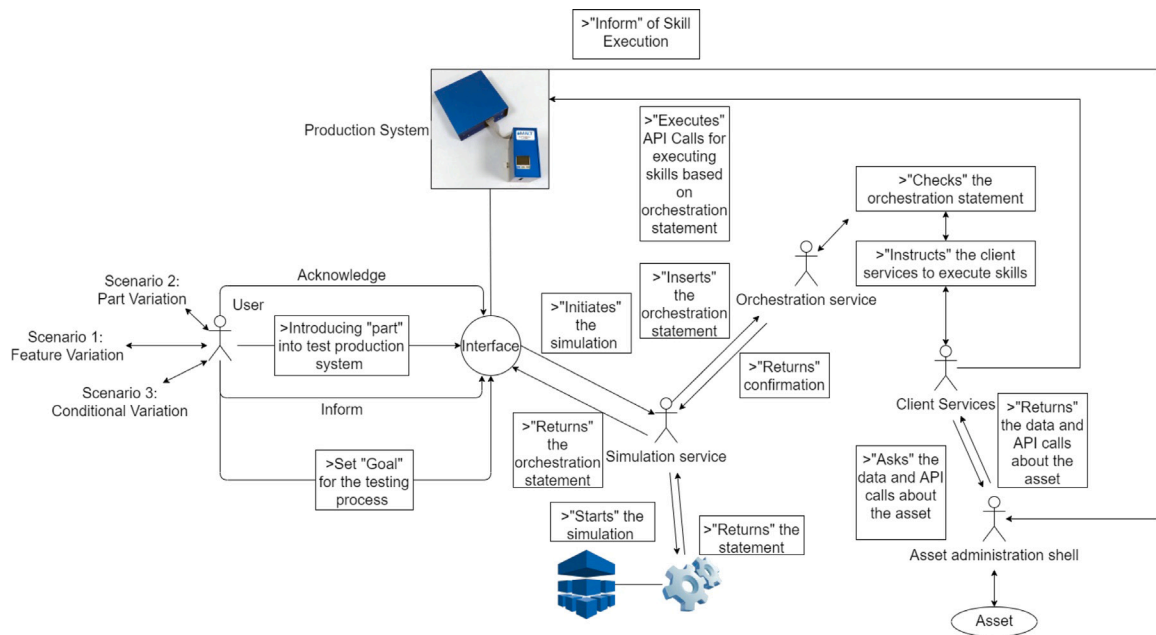 >"Inform" of Skill
Execution
Production System
>"Executes"
API Calls for
executing
skills based
on
orchestration
statement
>"Checks" the
orchestration statement
>"Instructs" the client
services to execute skills
Scenario 2:
Part Variation
Scenario 1:
Feature Variation
Scenario 3:
Conditional Variation
User
Acknowledge
>Introducing "part"
into test production
system
Interface
Inform
>Set "Goal"
for the testing
process
>"Initiates" the
simulation
>"Inserts"
the
orchestration
statement
Orchestration service
>"Returns"
confirmation
>"Returns"
the
orchestration
statement
Simulation service
>"Starts" the
simulation
>"Returns" the
statement
Client Services
>"Asks" the
data and API
calls about
the asset
>"Returns"
the data and
API calls
about the
asset
Asset administration shell
Asset